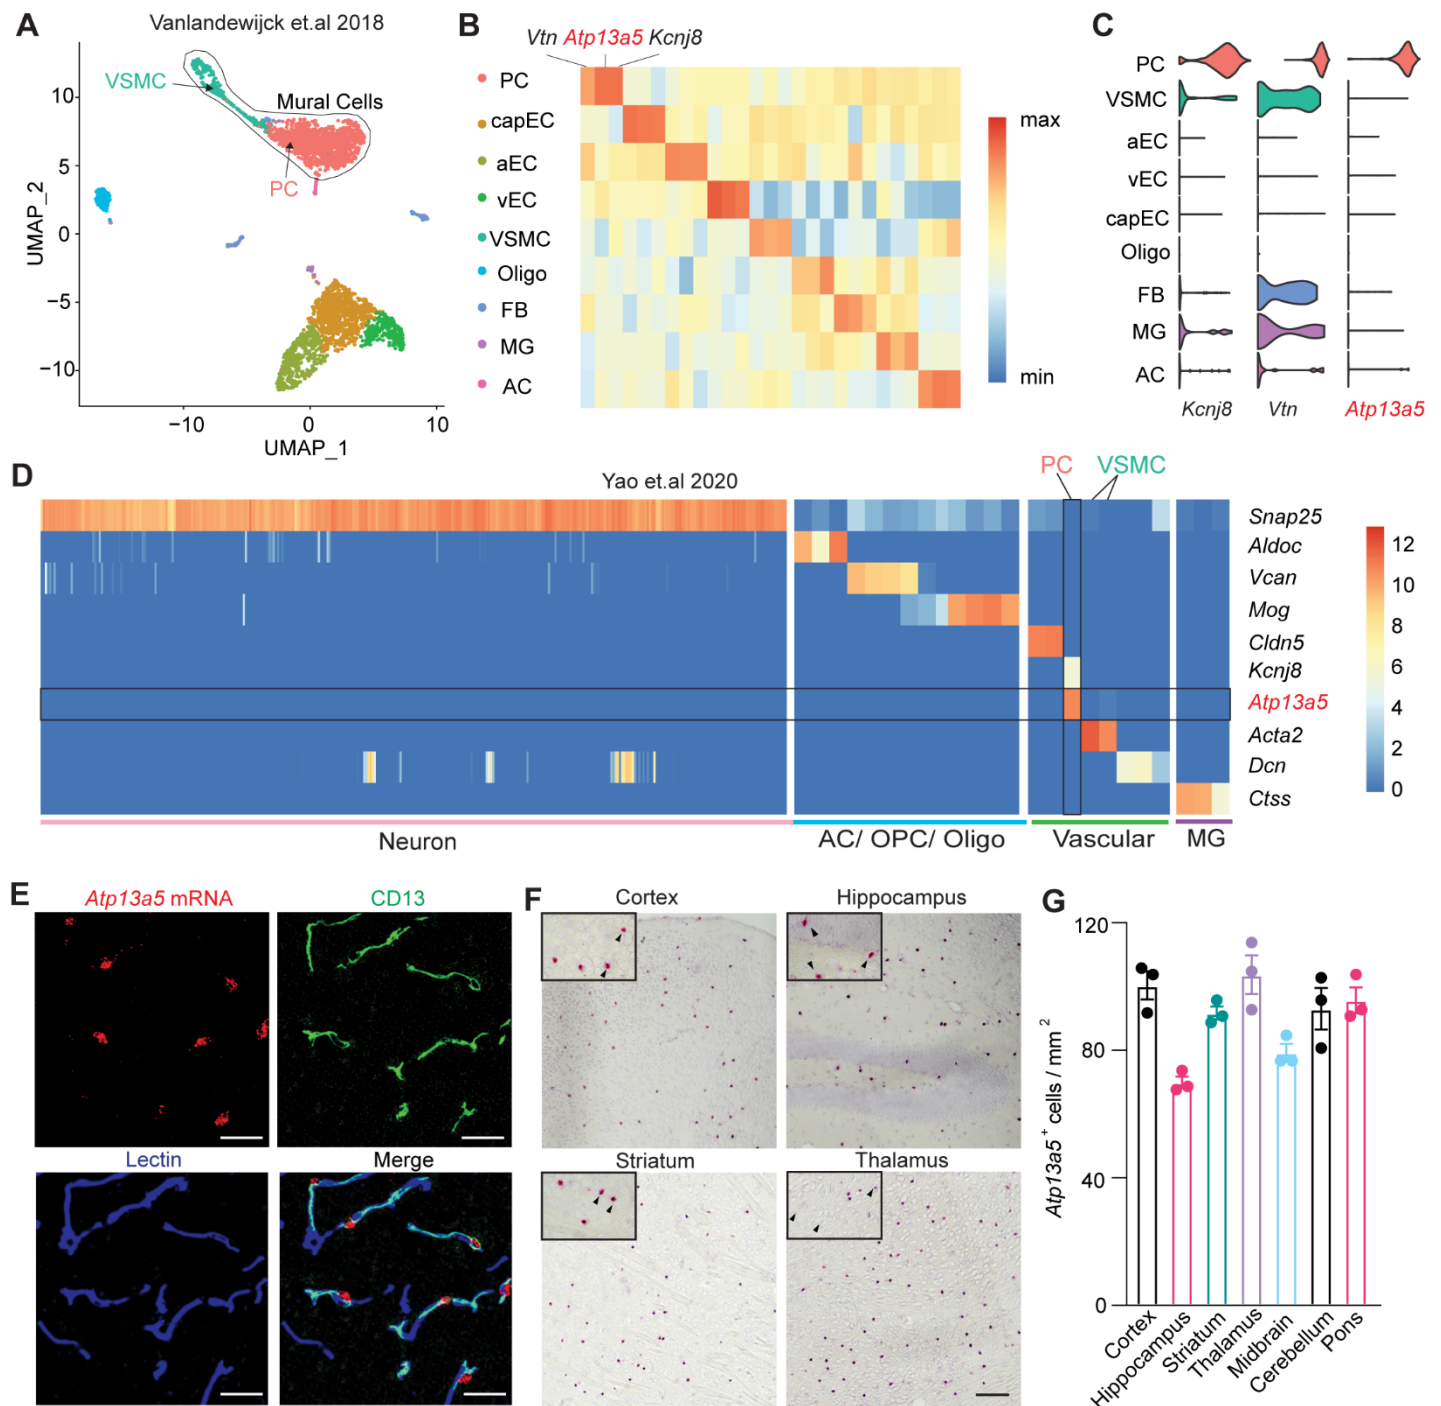 A
Vanlandewijck et.al 2018
VSMC
Mural Cells
PC
10
5
0
−5
−10
−10
0
10
UMAP_2
UMAP_1
B
Vtn Atp13a5 Kcnj8
PC
capEC
aEC
vEC
VSMC
Oligo
FB
MG
AC
max
min
C
PC
VSMC
aEC
vEC
capEC
Oligo
FB
MG
AC
Kcnj8
Vtn
Atp13a5
D
Yao et.al 2020
PC
VSMC
Snap25
Aldoc
Vcan
Mog
Cldn5
Kcnj8
Atp13a5
Acta2
Dcn
Ctss
12
10
8
6
4
2
0
Neuron
AC/ OPC/ Oligo
Vascular
MG
E
Atp13a5 mRNA
CD13
Lectin
Merge
F
Cortex
Hippocampus
Striatum
Thalamus
G
120
80
40
0
Atp13a5+ cells / mm2
Cortex
Hippocampus
Striatum
Thalamus
Midbrain
Cerebellum
Pons